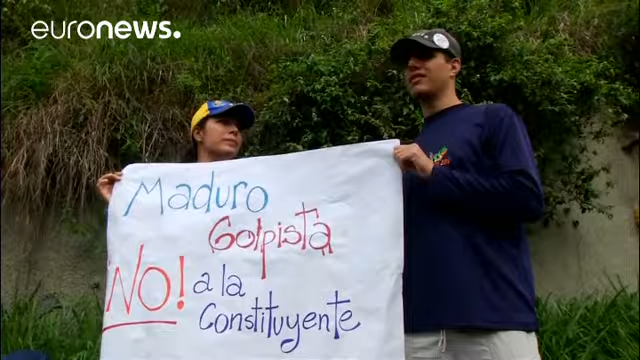 euronews.
Maduro
Golpista
¡NO! a la
Constituyente